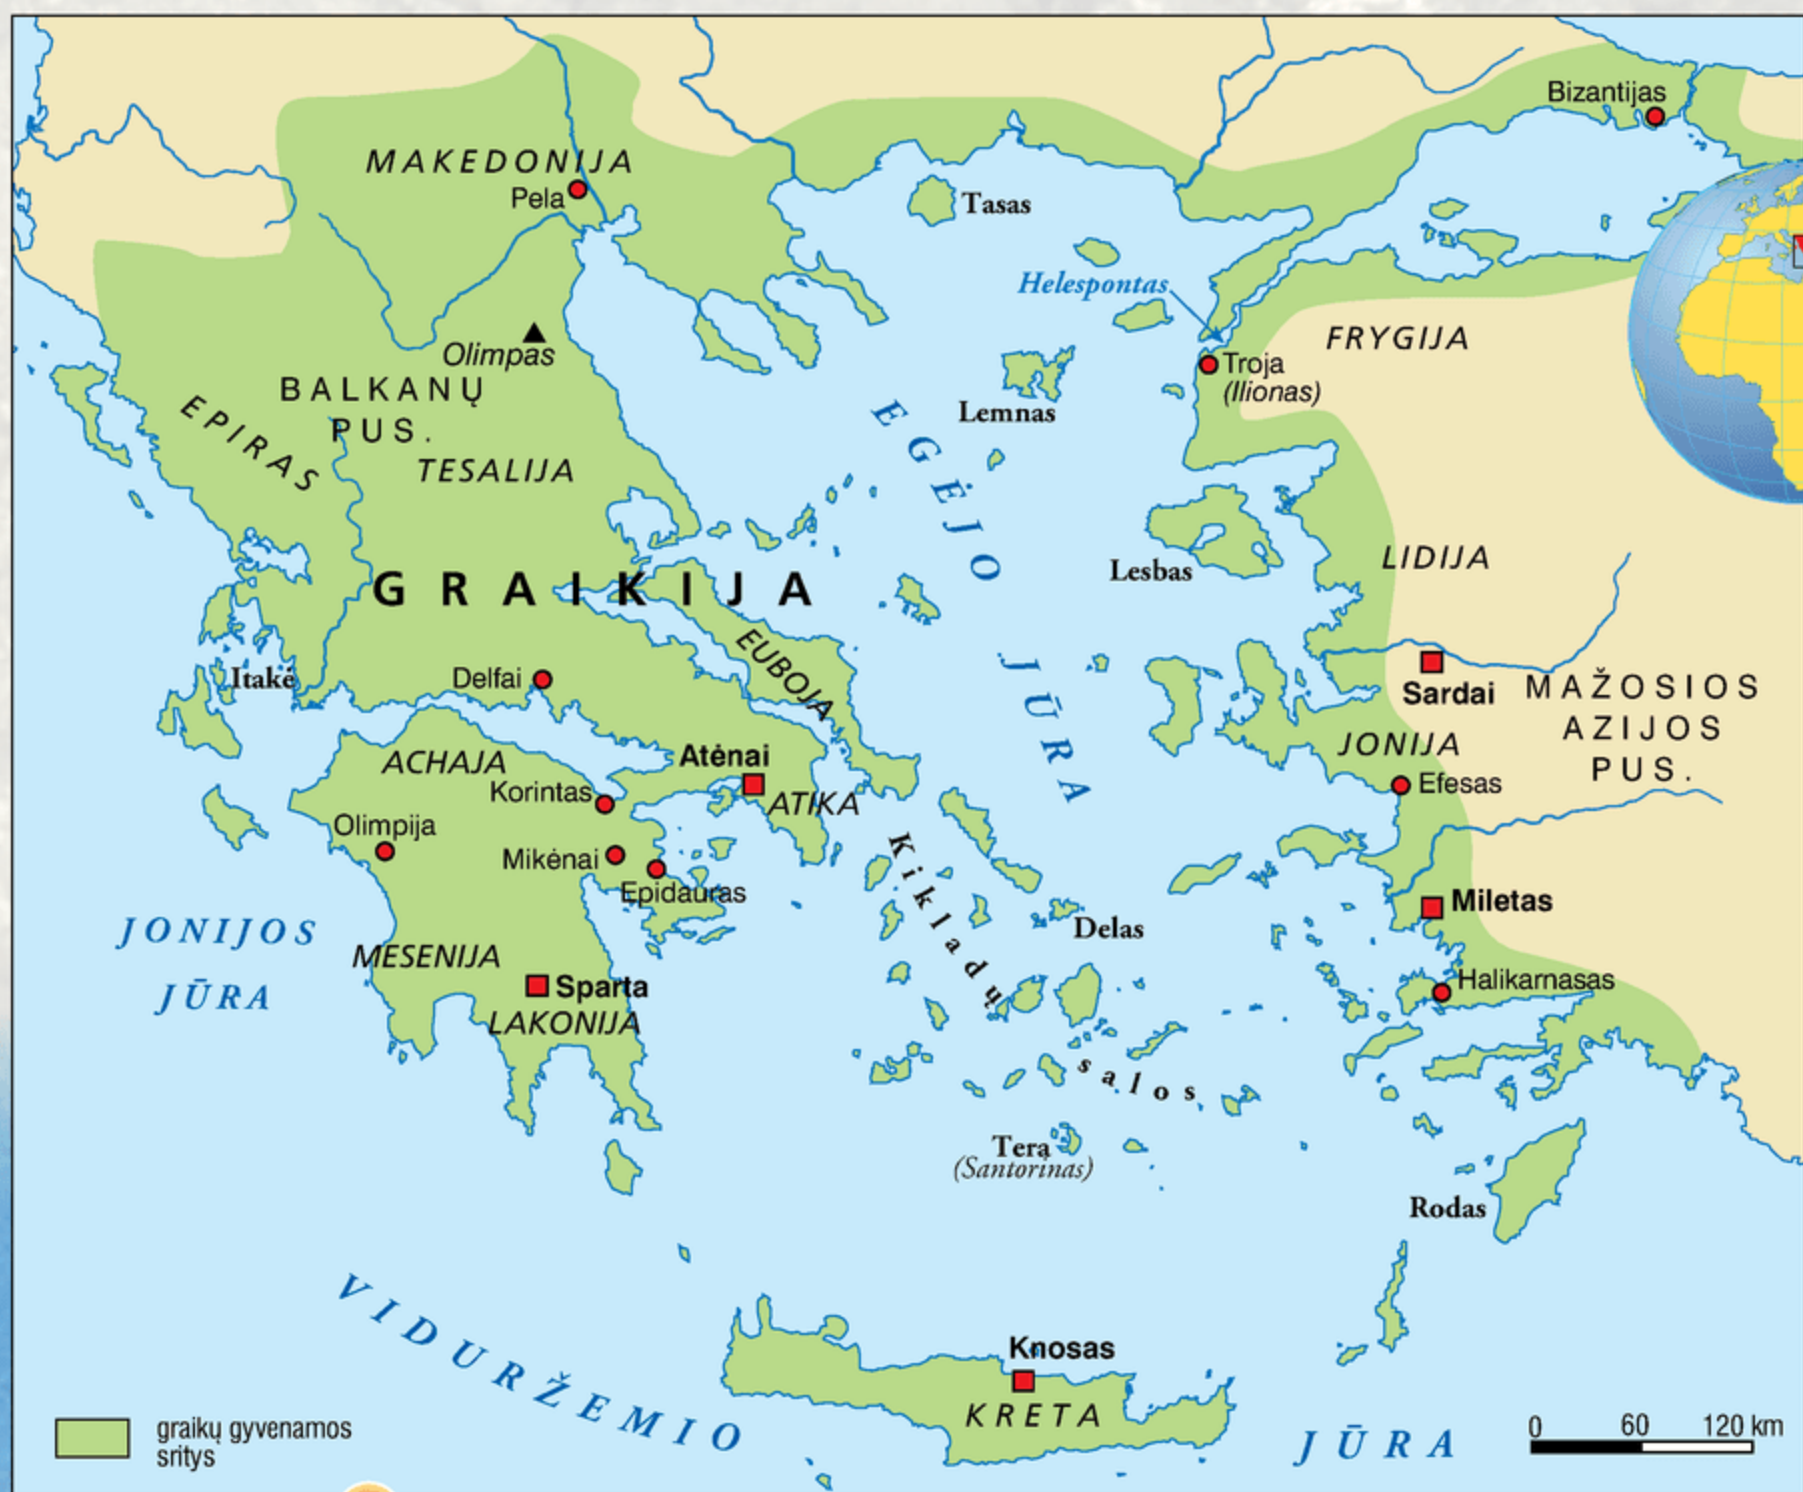 Bizantijas
MAKEDONIJA
Pela
Tasas
Helespontas
FRYGIJA
Olimpas
Troja
(Ilionas)
BALKANŲ
PUS.
EPIRAS
Lemnas
TESALIJA
EGĖJO JŪRA
LIDIJA
Lesbas
GRAIKIJA
EUBOJA
Itakė
Delfai
Sardai
MAŽOSIOS
AZIJOS
PUS.
JONIJA
ACHAJA
Atėnai
Korintas
ATIKA
Efesas
Olimpija
Mikėnai
Epidauras
Kikladų salos
Miletas
JONIJOS
JŪRA
Delas
MESENIJA
Sparta
LAKONIJA
Halikarnasas
Tera
(Santorinas)
Rodas
VIDURŽEMIO JŪRA
Knosas
KRETA
graikų gyvenamos
sritys
0 60 120 km